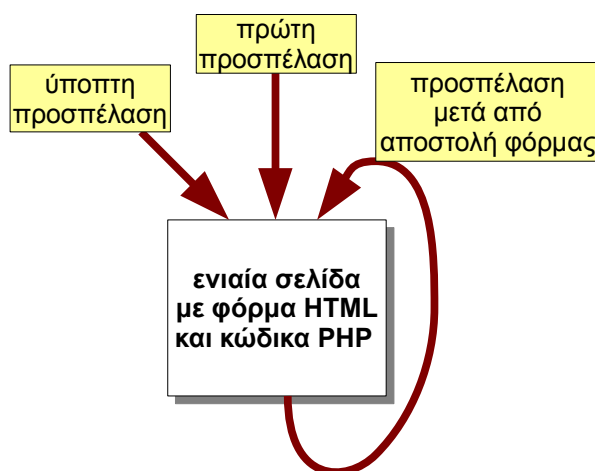 πρώτη
προσπέλαση
ύποπτη
προσπέλαση
προσπέλαση
μετά από
αποστολή φόρμας
ενιαία σελίδα
με φόρμα HTML
και κώδικα PHP